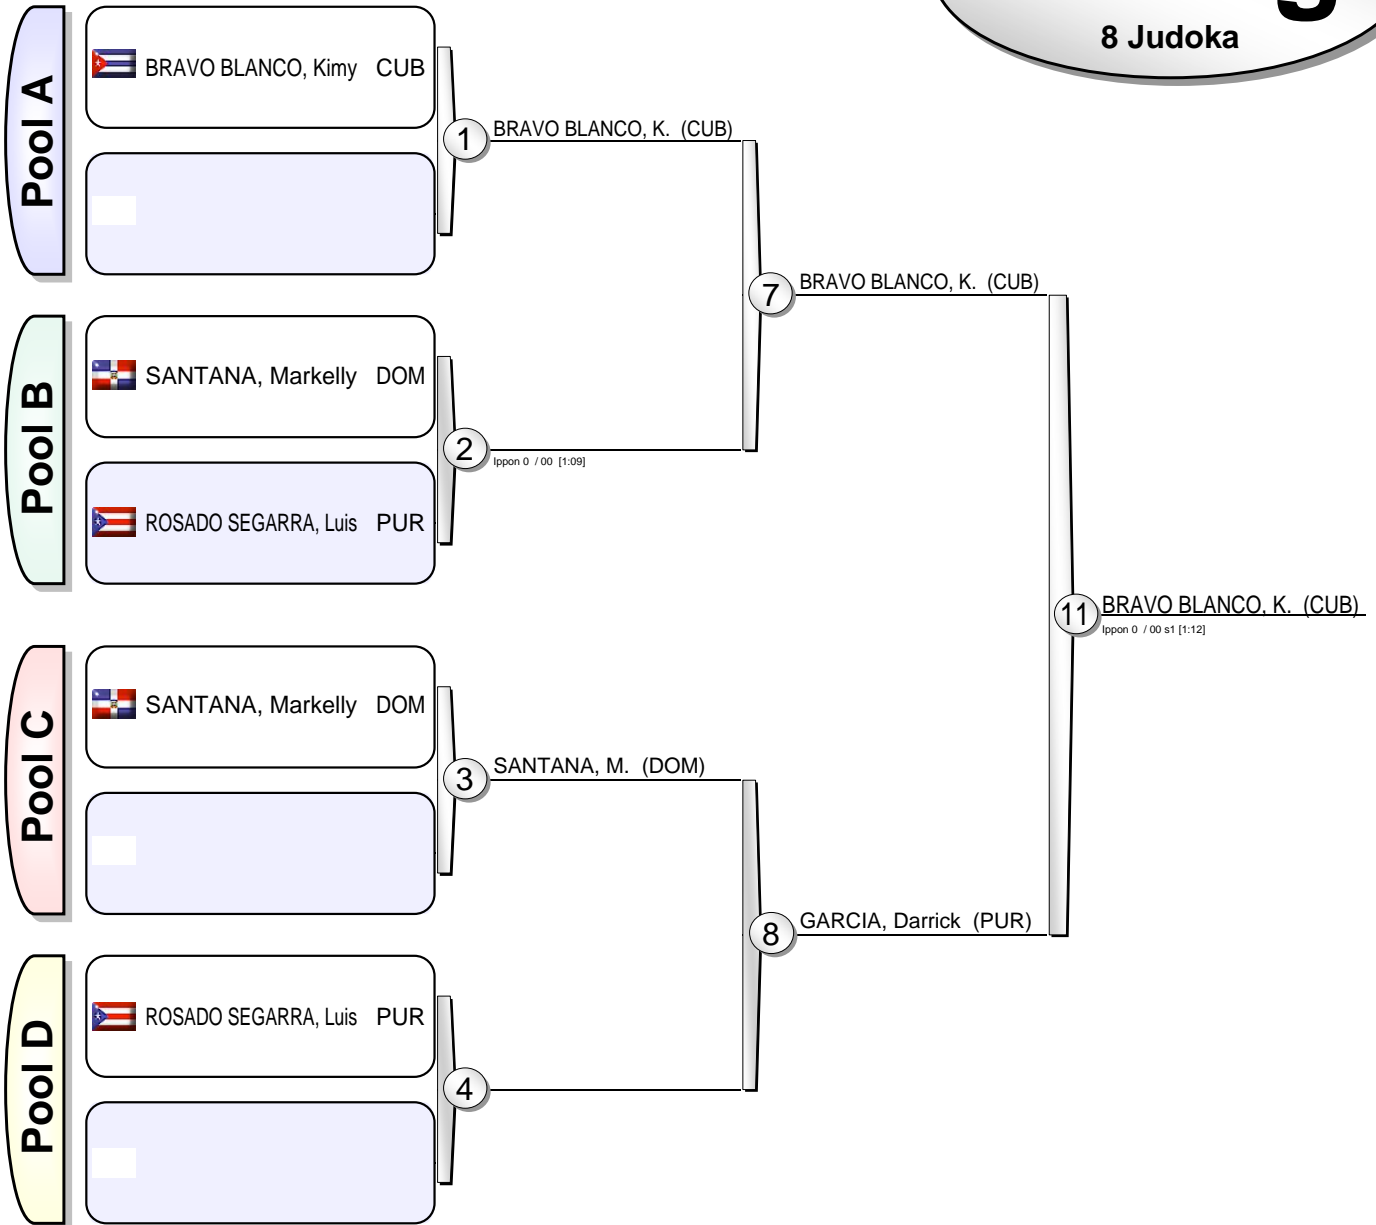 8 Judoka
Pool A
BRAVO BLANCO, Kimy CUB
1
BRAVO BLANCO, K. (CUB)
7
BRAVO BLANCO, K. (CUB)
Pool B
SANTANA, Markelly DOM
2
Ippon 0 / 00 [1:09]
ROSADO SEGARRA, Luis PUR
11
BRAVO BLANCO, K. (CUB)
Ippon 0 / 00 s1 [1:12]
Pool C
SANTANA, Markelly DOM
3
SANTANA, M. (DOM)
8
GARCIA, Darrick (PUR)
Pool D
ROSADO SEGARRA, Luis PUR
4